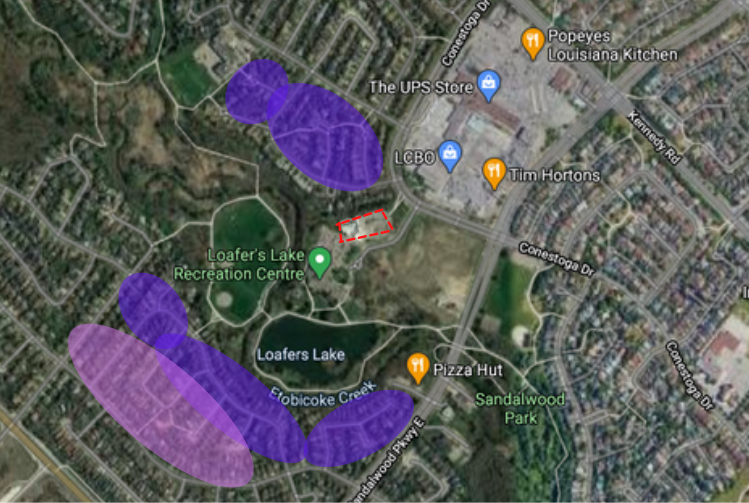 Conestoga Dr
Popeyes
Louisiana Kitchen
The UPS Store
Kennedy Rd
LCBO
Tim Hortons
Conestoga Dr
Loafer's Lake
Recreation Centre
Loafers Lake
Conestoga Dr
Pizza Hut
Etobicoke Creek
Sandalwood
Park
andalwood Pkwy E